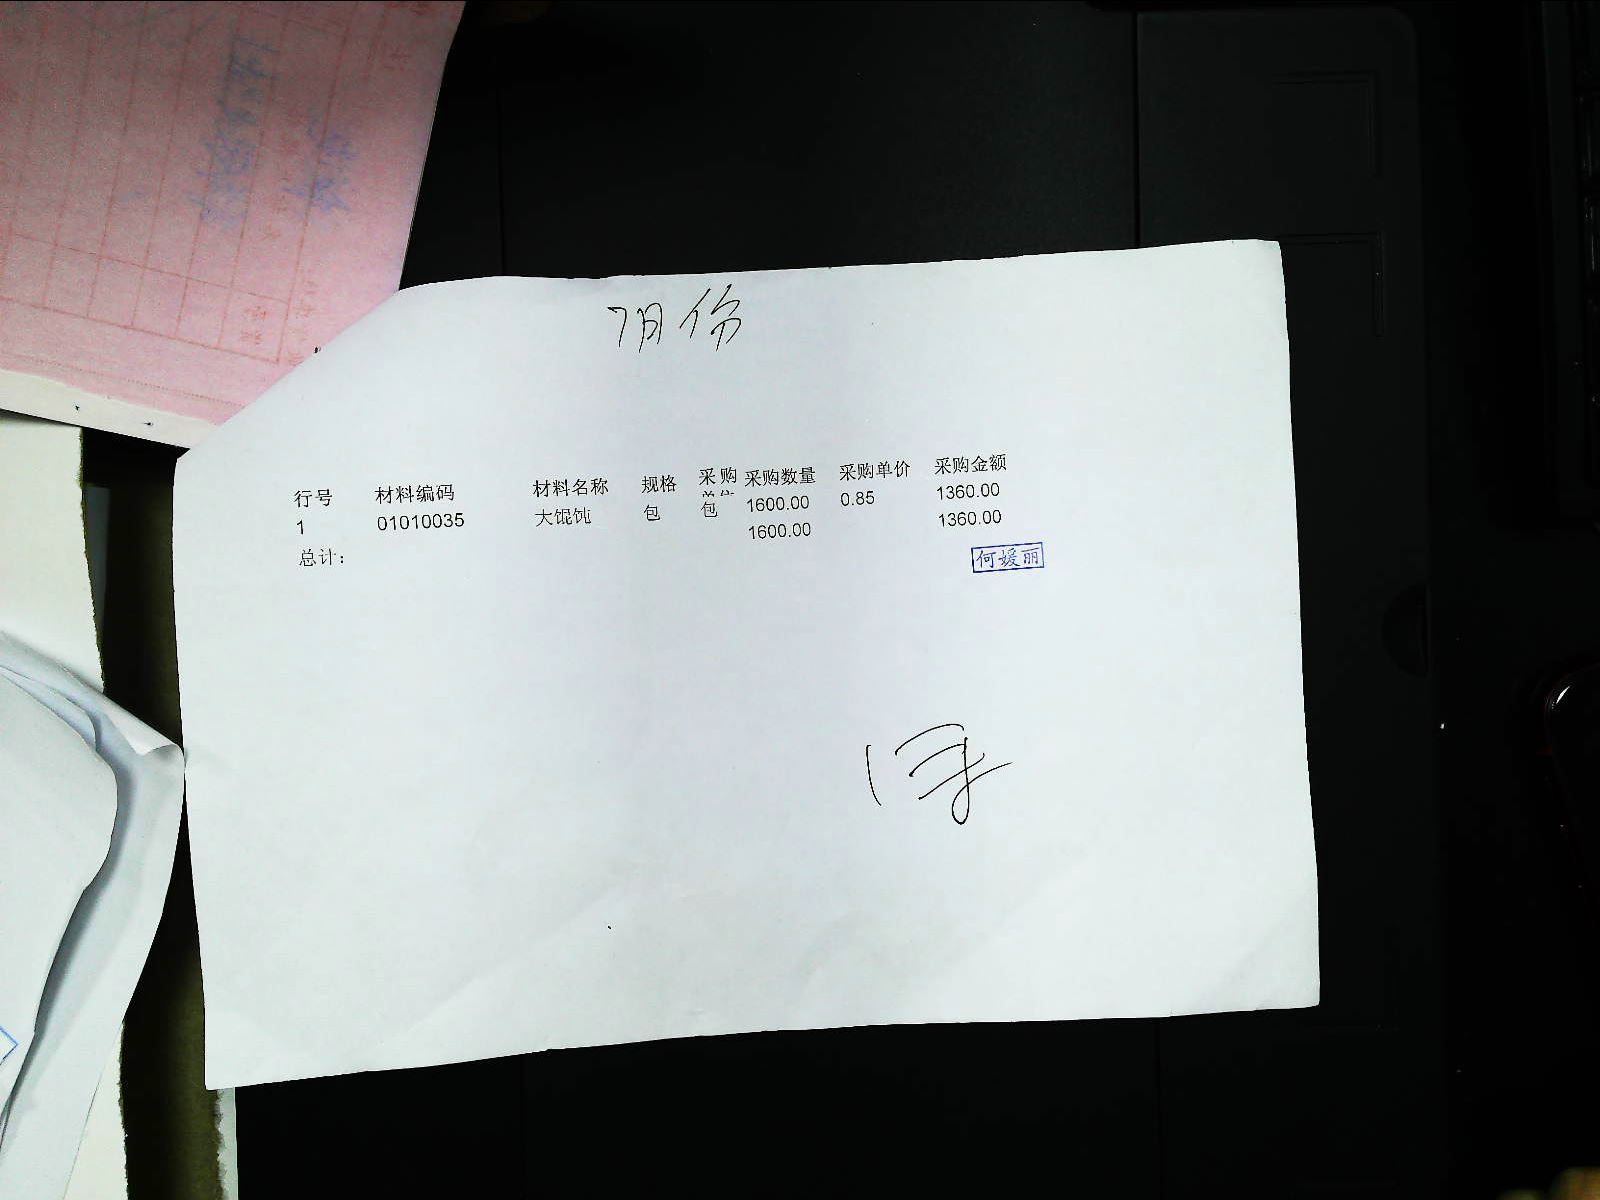 7月份
行号 材料编码 材料名称 规格 采购 采购数量 采购单价 采购金额
1 01010035 大馄饨 包 包 1600.00 0.85 1360.00
总计： 1600.00 1360.00
何媛丽